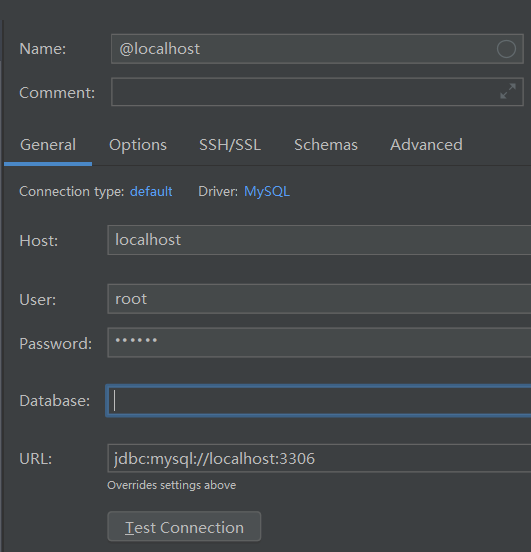 Name: @localhost
Comment:
General Options SSH/SSL Schemas Advanced
Connection type: default Driver: MySQL
Host: localhost
User: root
Password: ••••••
Database:
URL: jdbc:mysql://localhost:3306
Overrides settings above
Test Connection